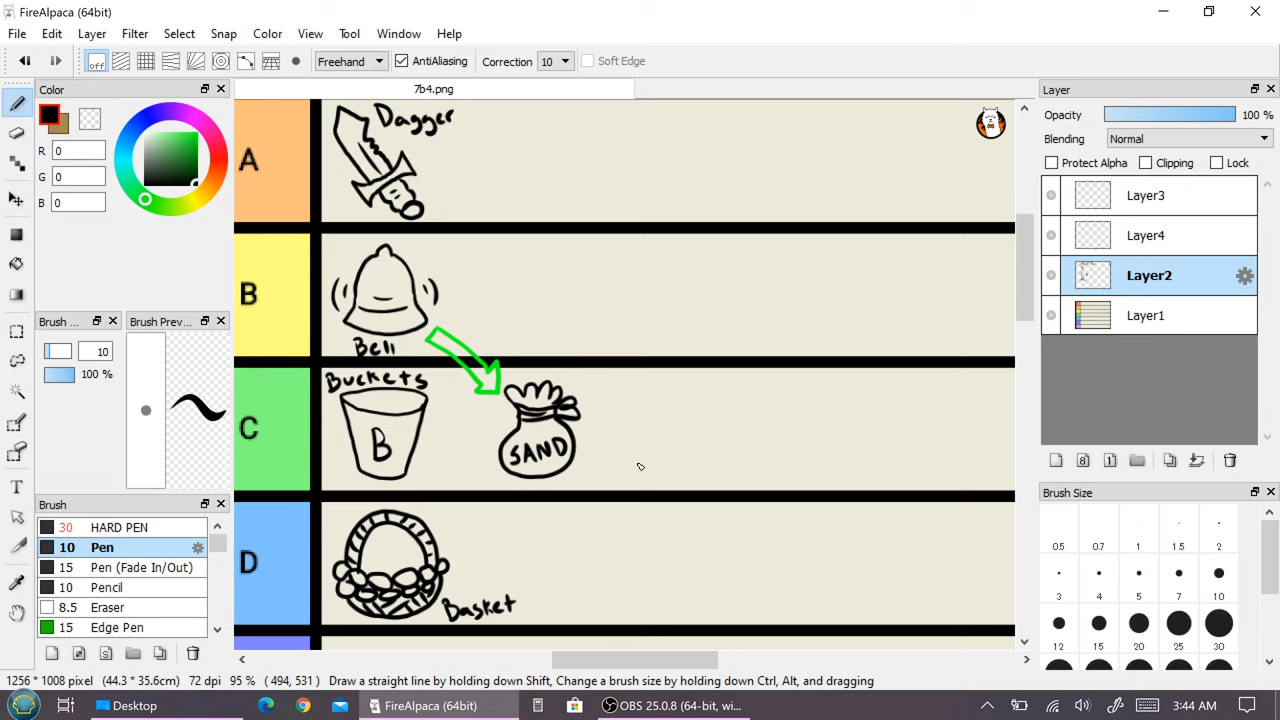 FireAlpaca (64bit)
File Edit Layer Filter Select Snap Color View Tool Window Help
off Freehand AntiAliasing Correction 10 Soft Edge
Color
7b4.png
Layer
R 0
G 0
B 0
Opacity 100 %
Blending Normal
Protect Alpha Clipping Lock
Layer3
Layer4
Layer2
Layer1
Brush ...
Brush Prev...
10
100 %
Brush
30 HARD PEN
10 Pen
15 Pen (Fade In/Out)
10 Pencil
8.5 Eraser
15 Edge Pen
A
Dagger
B
Bell
C
Buckets
B
SAND
D
Basket
8 1
Brush Size
0.5 0.7 1 1.5 2
3 4 5 7 10
12 15 20 25 30
1256 * 1008 pixel (44.3 * 35.6cm) 72 dpi 95 % ( 494, 531 ) Draw a straight line by holding down Shift, Change a brush size by holding down Ctrl, Alt, and dragging
Desktop
FireAlpaca (64bit)
OBS 25.0.8 (64-bit, wi...
3:44 AM